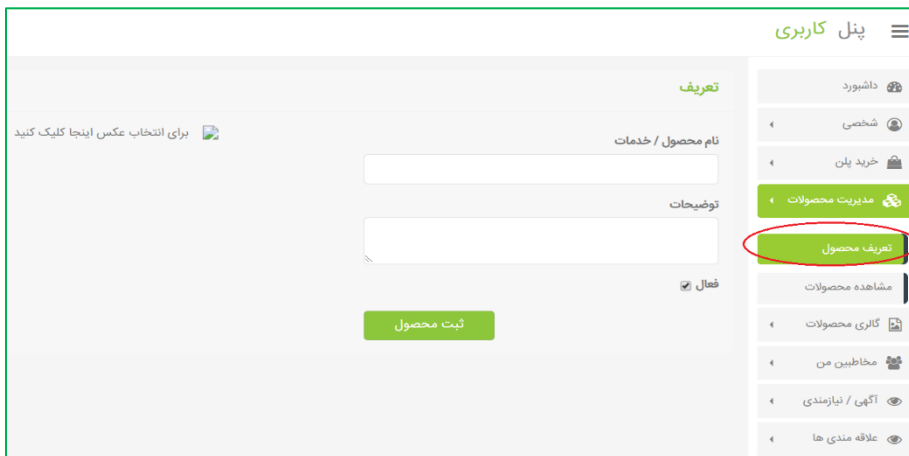 پنل کاربری
داشبورد
شخصی
خرید پلن
مدیریت محصولات
تعریف محصول
مشاهده محصولات
گالری محصولات
مخاطبین من
آگهی / نیازمندی
علاقه مندی ها
تعریف
نام محصول / خدمات
توضیحات
فعال
ثبت محصول
برای انتخاب عکس اینجا کلیک کنید